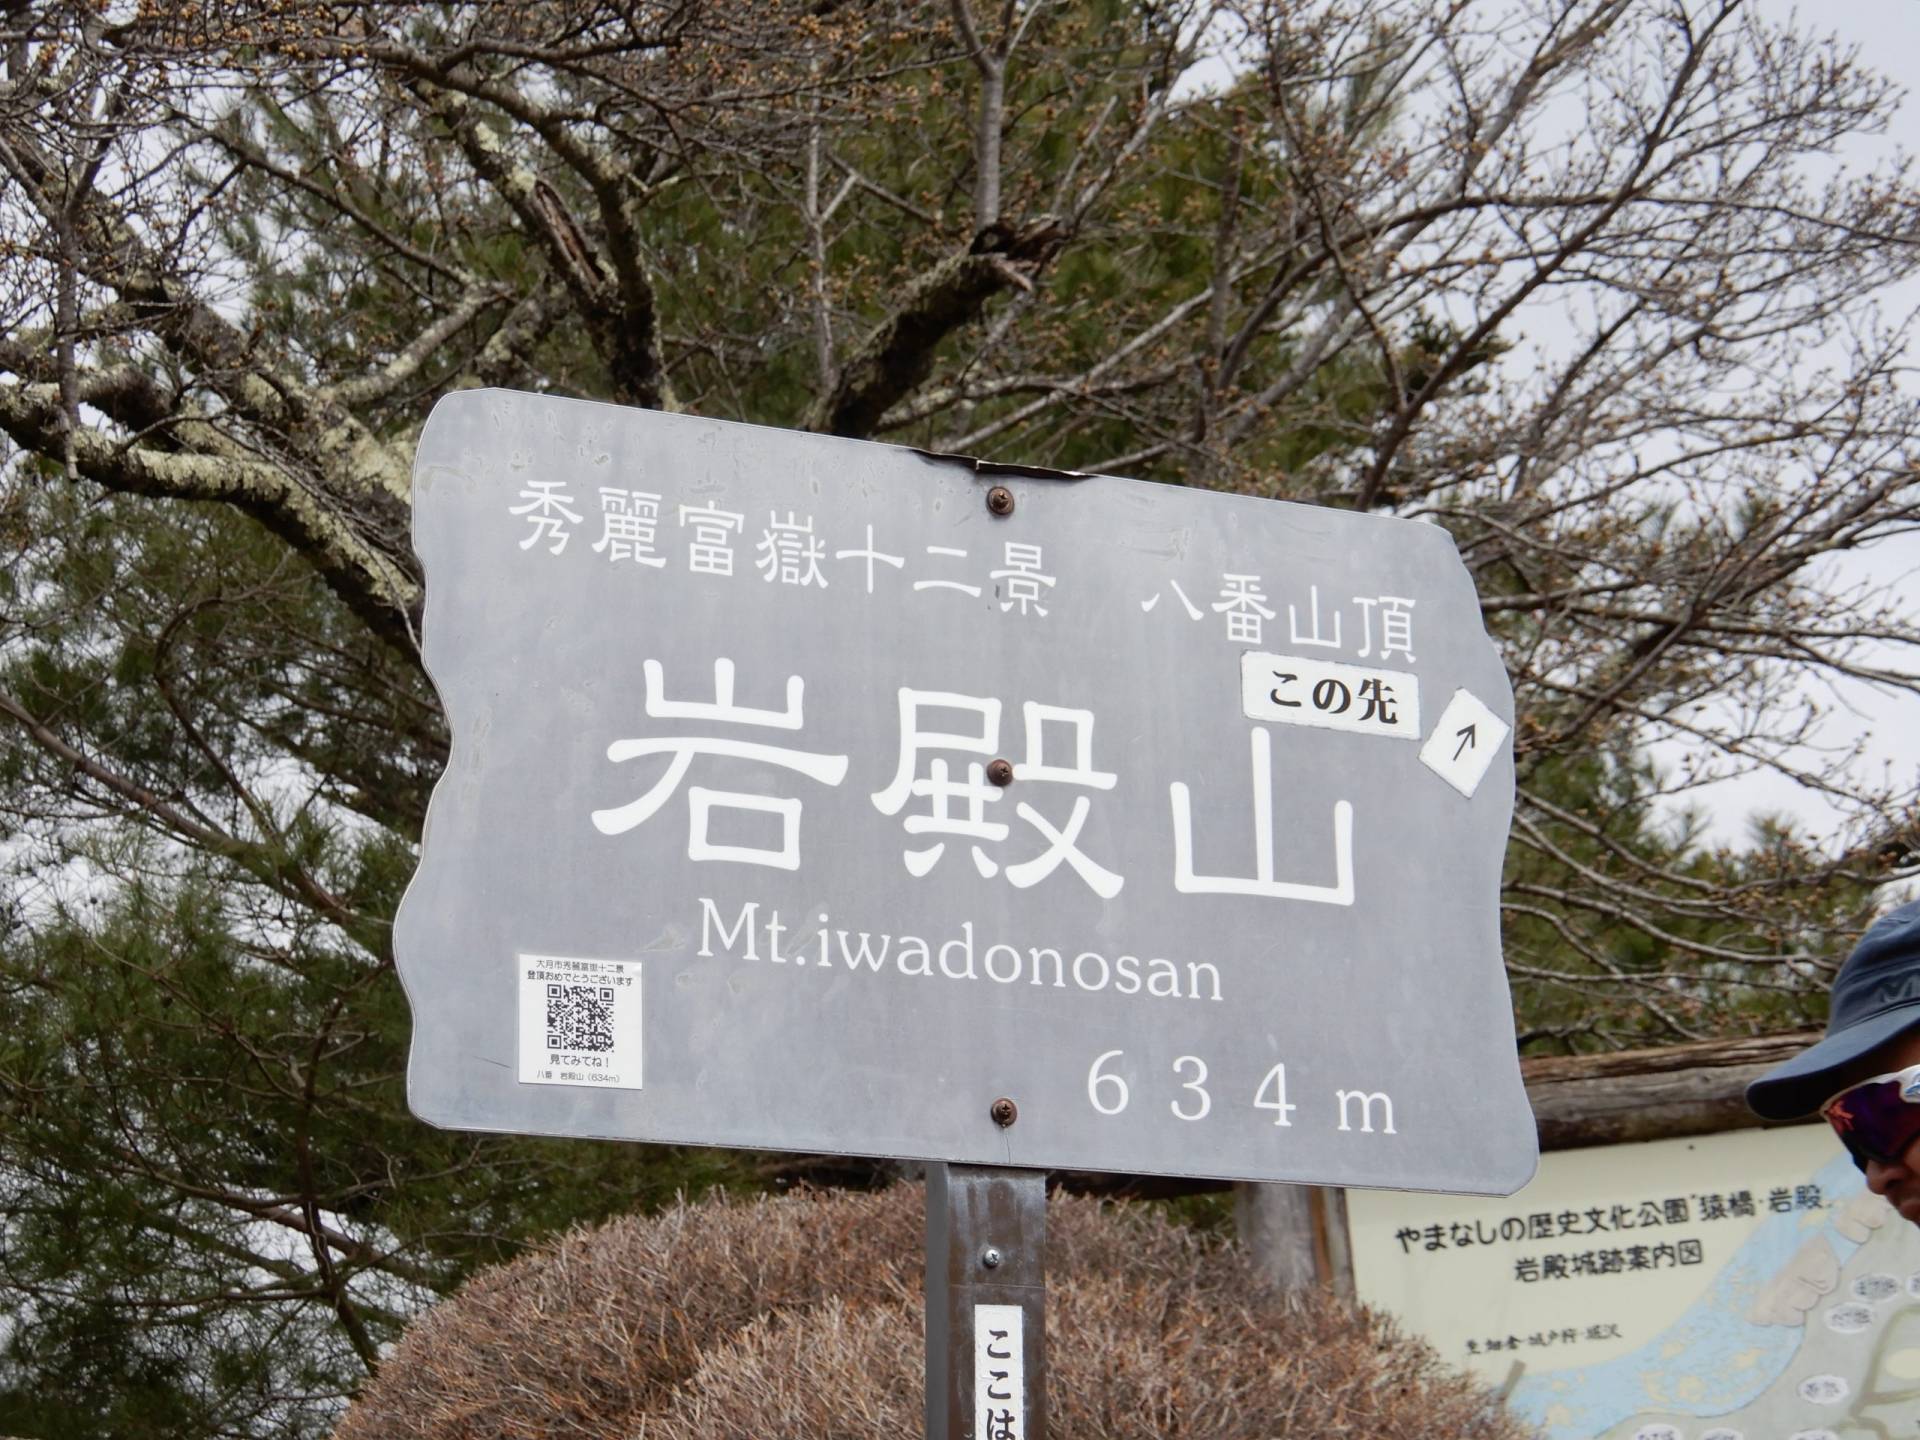 秀麗富嶽十二景　八番山頂
この先
↑
岩殿山
Mt.iwadonosan
634m
大月市秀麗富嶽十二景
登頂おめでとうございます
見てみてね！
八番　岩殿山（634m）
ここは
やまなしの歴史文化公園"猿橋・岩殿"
岩殿城跡案内図